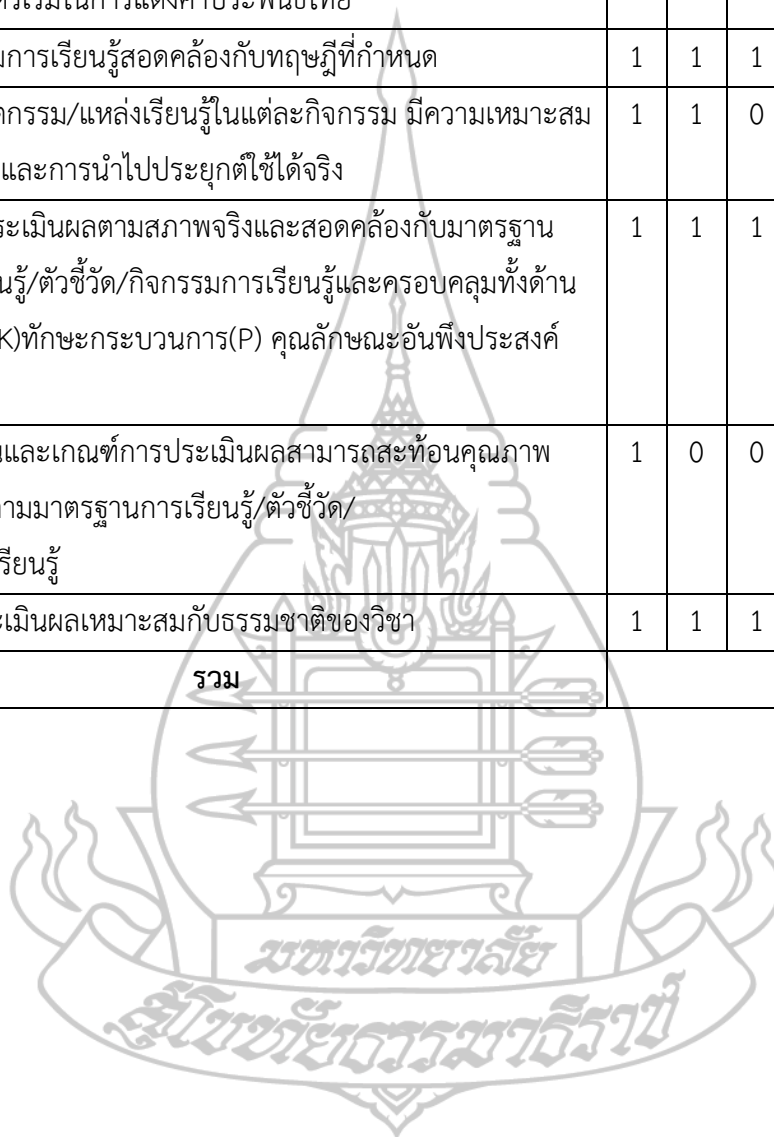 ในการแต่งคำประพันธ์ไทย
มการเรียนรู้สอดคล้องกับทฤษฎีที่กำหนด 1 1 1
กรรม/แหล่งเรียนรู้ในแต่ละกิจกรรม มีความเหมาะสม 1 1 0
และการนำไปประยุกต์ใช้ได้จริง
ระเมินผลตามสภาพจริงและสอดคล้องกับมาตรฐาน 1 1 1
นรู้/ตัวชี้วัด/กิจกรรมการเรียนรู้และครอบคลุมทั้งด้าน
K)ทักษะกระบวนการ(P) คุณลักษณะอันพึงประสงค์
นและเกณฑ์การประเมินผลสามารถสะท้อนคุณภาพ 1 0 0
ามมาตรฐานการเรียนรู้/ตัวชี้วัด/
รียนรู้
ะเมินผลเหมาะสมกับธรรมชาติของวิชา 1 1 1
รวม
มหาวิทยาลัย
สุโขทัยธรรมาธิราช